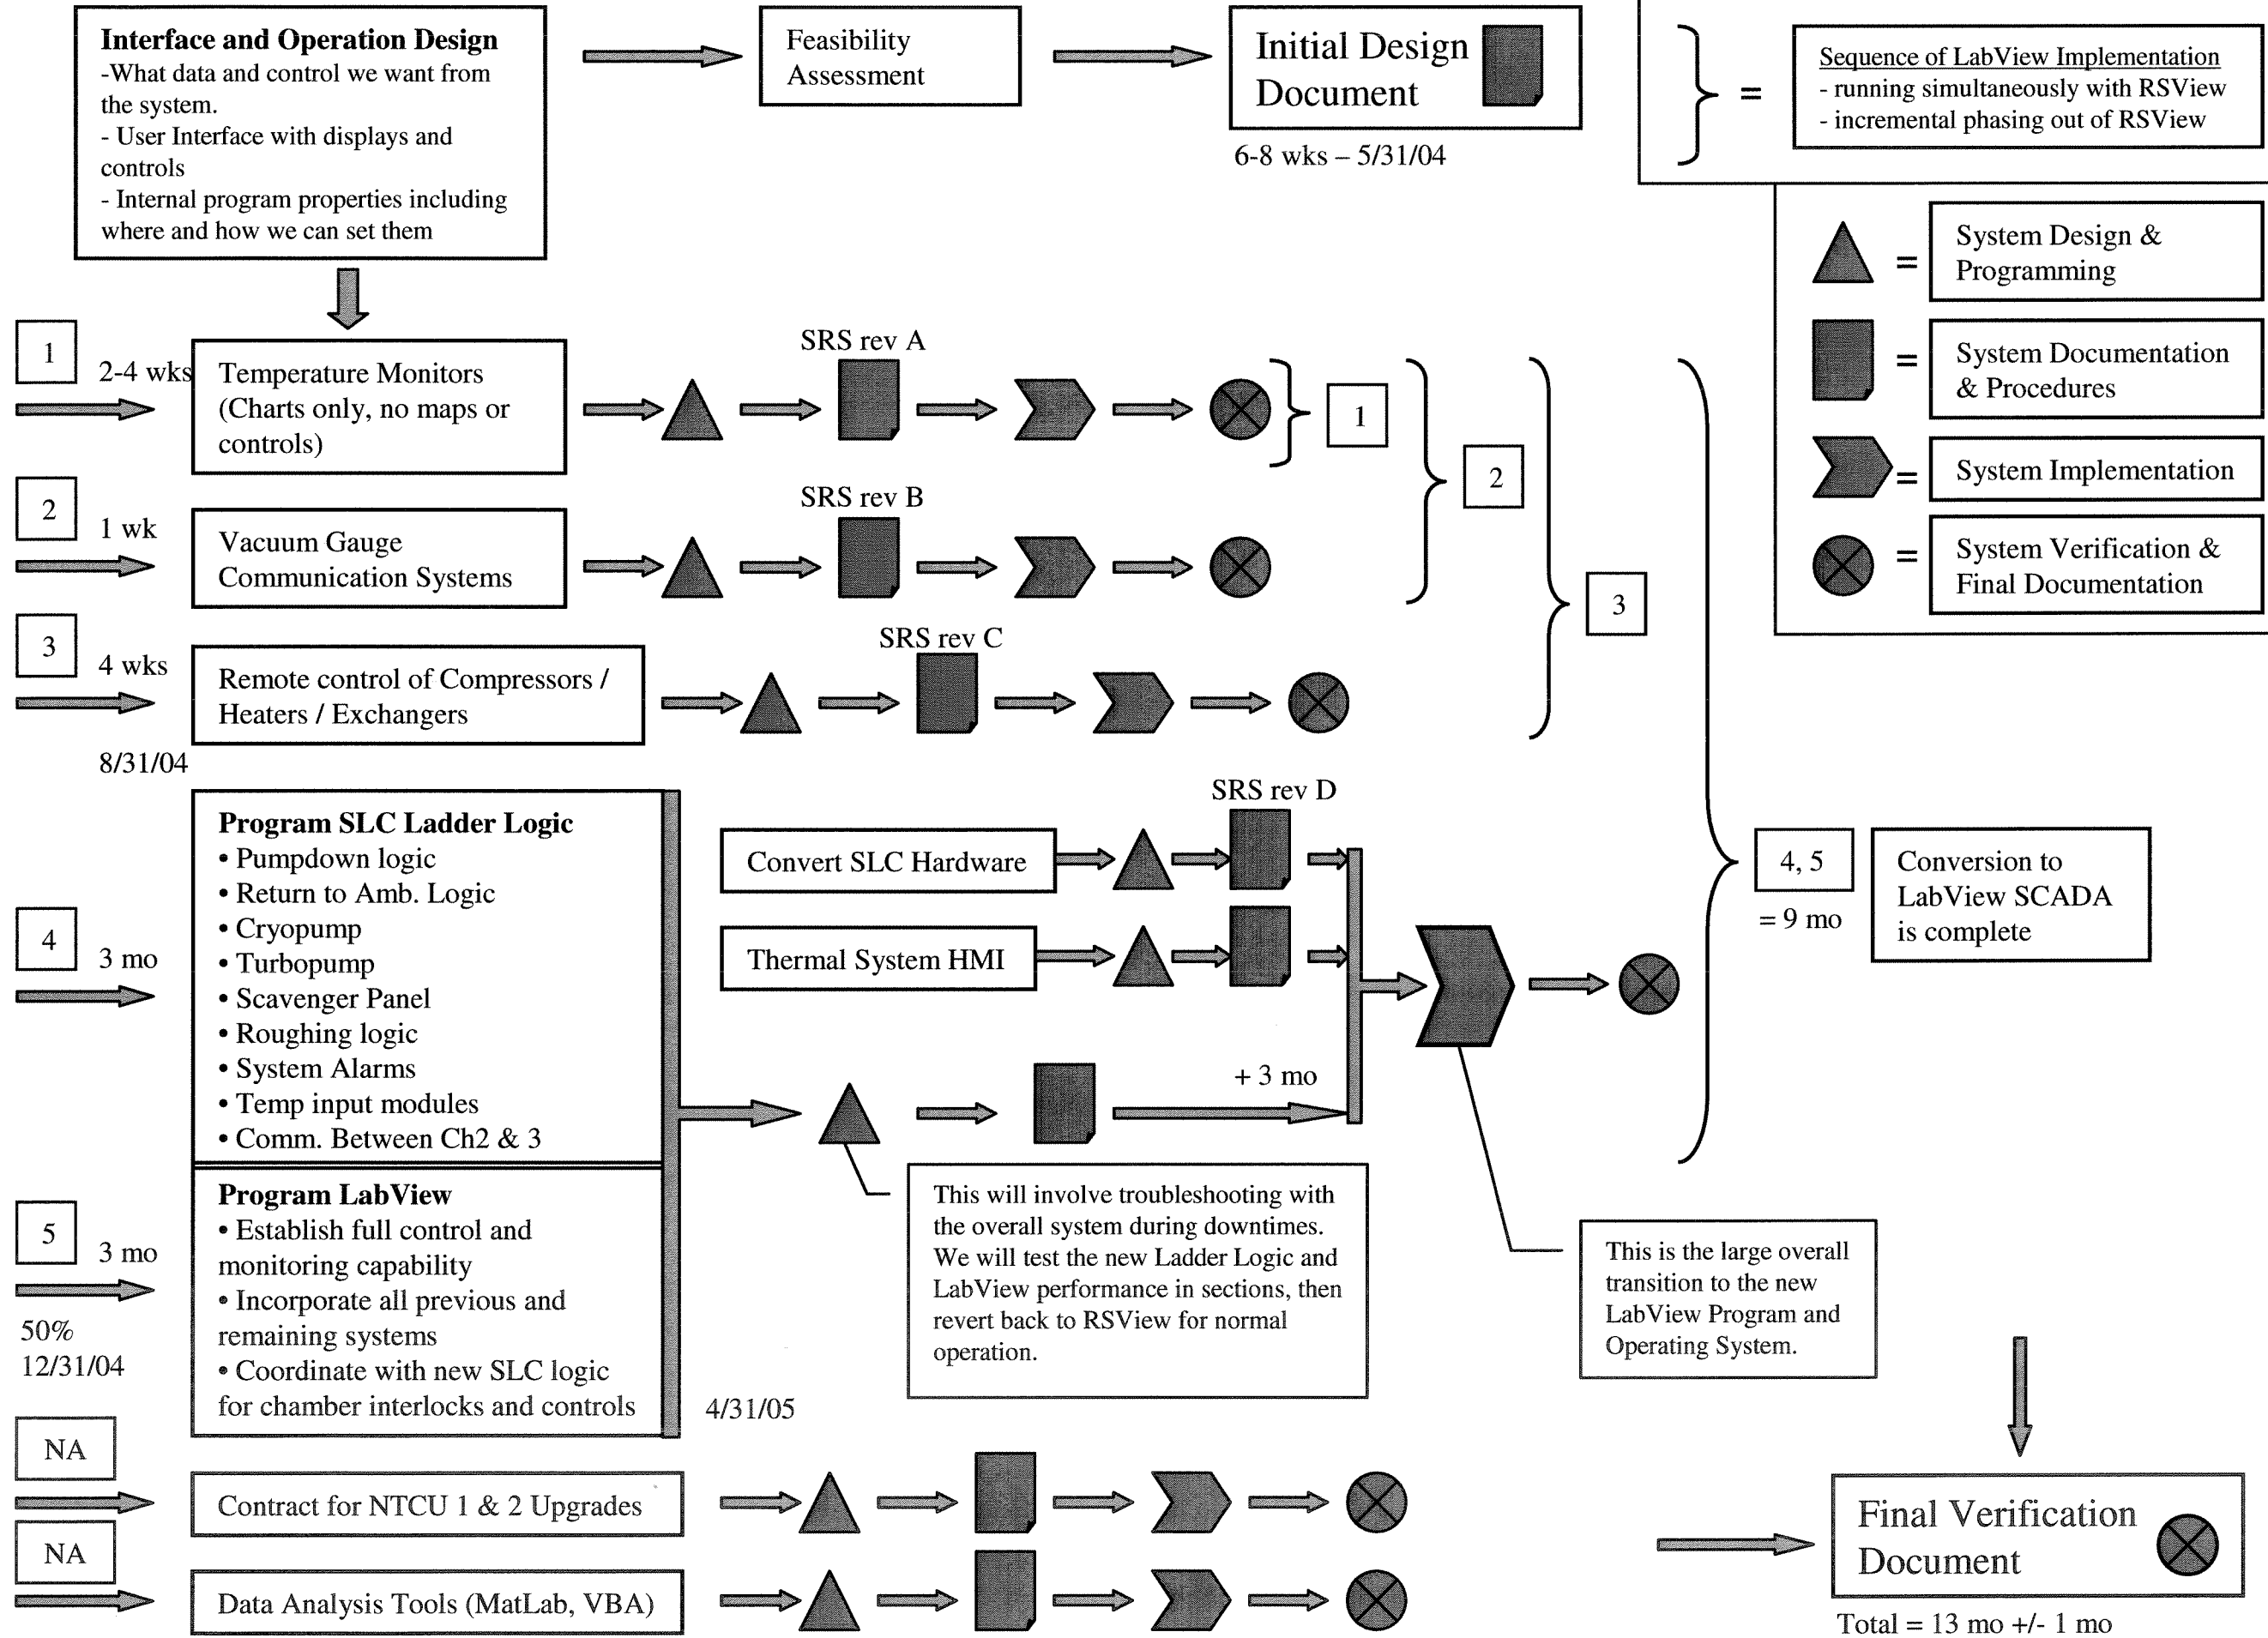 Interface and Operation Design
-What data and control we want from
the system.
- User Interface with displays and
controls
- Internal program properties including
where and how we can set them
Feasibility
Assessment
Initial Design
Document
6-8 wks – 5/31/04
=
Sequence of LabView Implementation
- running simultaneously with RSView
- incremental phasing out of RSView
=
System Design &
Programming
=
System Documentation
& Procedures
=
System Implementation
=
System Verification &
Final Documentation
1
2-4 wks
Temperature Monitors
(Charts only, no maps or
controls)
SRS rev A
1
2
1 wk
Vacuum Gauge
Communication Systems
SRS rev B
2
3
4 wks
Remote control of Compressors /
Heaters / Exchangers
SRS rev C
3
8/31/04
4
3 mo
Program SLC Ladder Logic
• Pumpdown logic
• Return to Amb. Logic
• Cryopump
• Turbopump
• Scavenger Panel
• Roughing logic
• System Alarms
• Temp input modules
• Comm. Between Ch2 & 3
SRS rev D
Convert SLC Hardware
Thermal System HMI
+ 3 mo
4, 5
= 9 mo
Conversion to
LabView SCADA
is complete
5
3 mo
50%
12/31/04
Program LabView
• Establish full control and
monitoring capability
• Incorporate all previous and
remaining systems
• Coordinate with new SLC logic
for chamber interlocks and controls
4/31/05
This will involve troubleshooting with
the overall system during downtimes.
We will test the new Ladder Logic and
LabView performance in sections, then
revert back to RSView for normal
operation.
This is the large overall
transition to the new
LabView Program and
Operating System.
NA
Contract for NTCU 1 & 2 Upgrades
NA
Data Analysis Tools (MatLab, VBA)
Final Verification
Document
Total = 13 mo +/- 1 mo